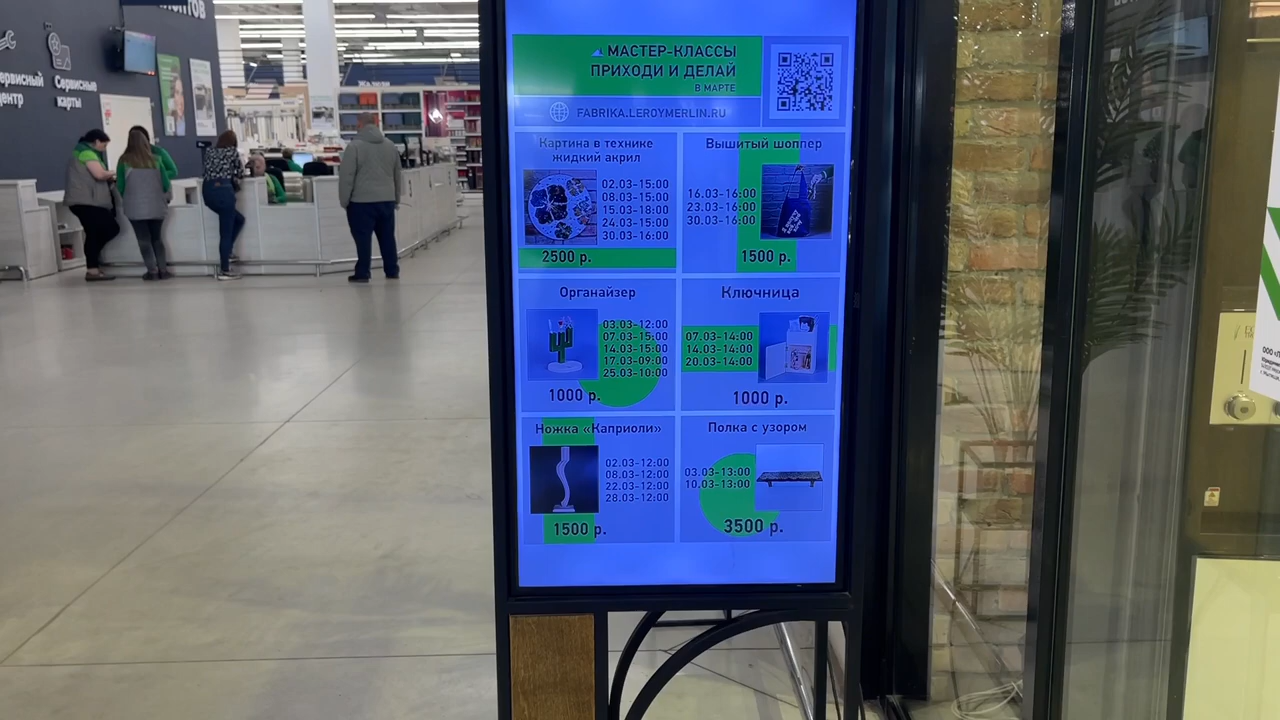 Сервисные
карты
МАСТЕР-КЛАССЫ
ПРИХОДИ И ДЕЛАЙ
В МАРТЕ
FABRIKA.LEROYMERLIN.RU
Картина в технике
жидкий акрил
02.03-15:00
08.03-15:00
15.03-18:00
24.03-15:00
30.03-16:00
2500 р.
Вышитый шоппер
16.03-16:00
23.03-16:00
30.03-16:00
1500 р.
Органайзер
03.03-12:00
07.03-15:00
14.03-15:00
17.03-09:00
25.03-10:00
1000 р.
Ключница
07.03-14:00
14.03-14:00
20.03-14:00
1000 р.
Ножка «Каприоли»
02.03-12:00
08.03-12:00
22.03-12:00
28.03-12:00
1500 р.
Полка с узором
03.03-13:00
10.03-13:00
3500 р.
ООО